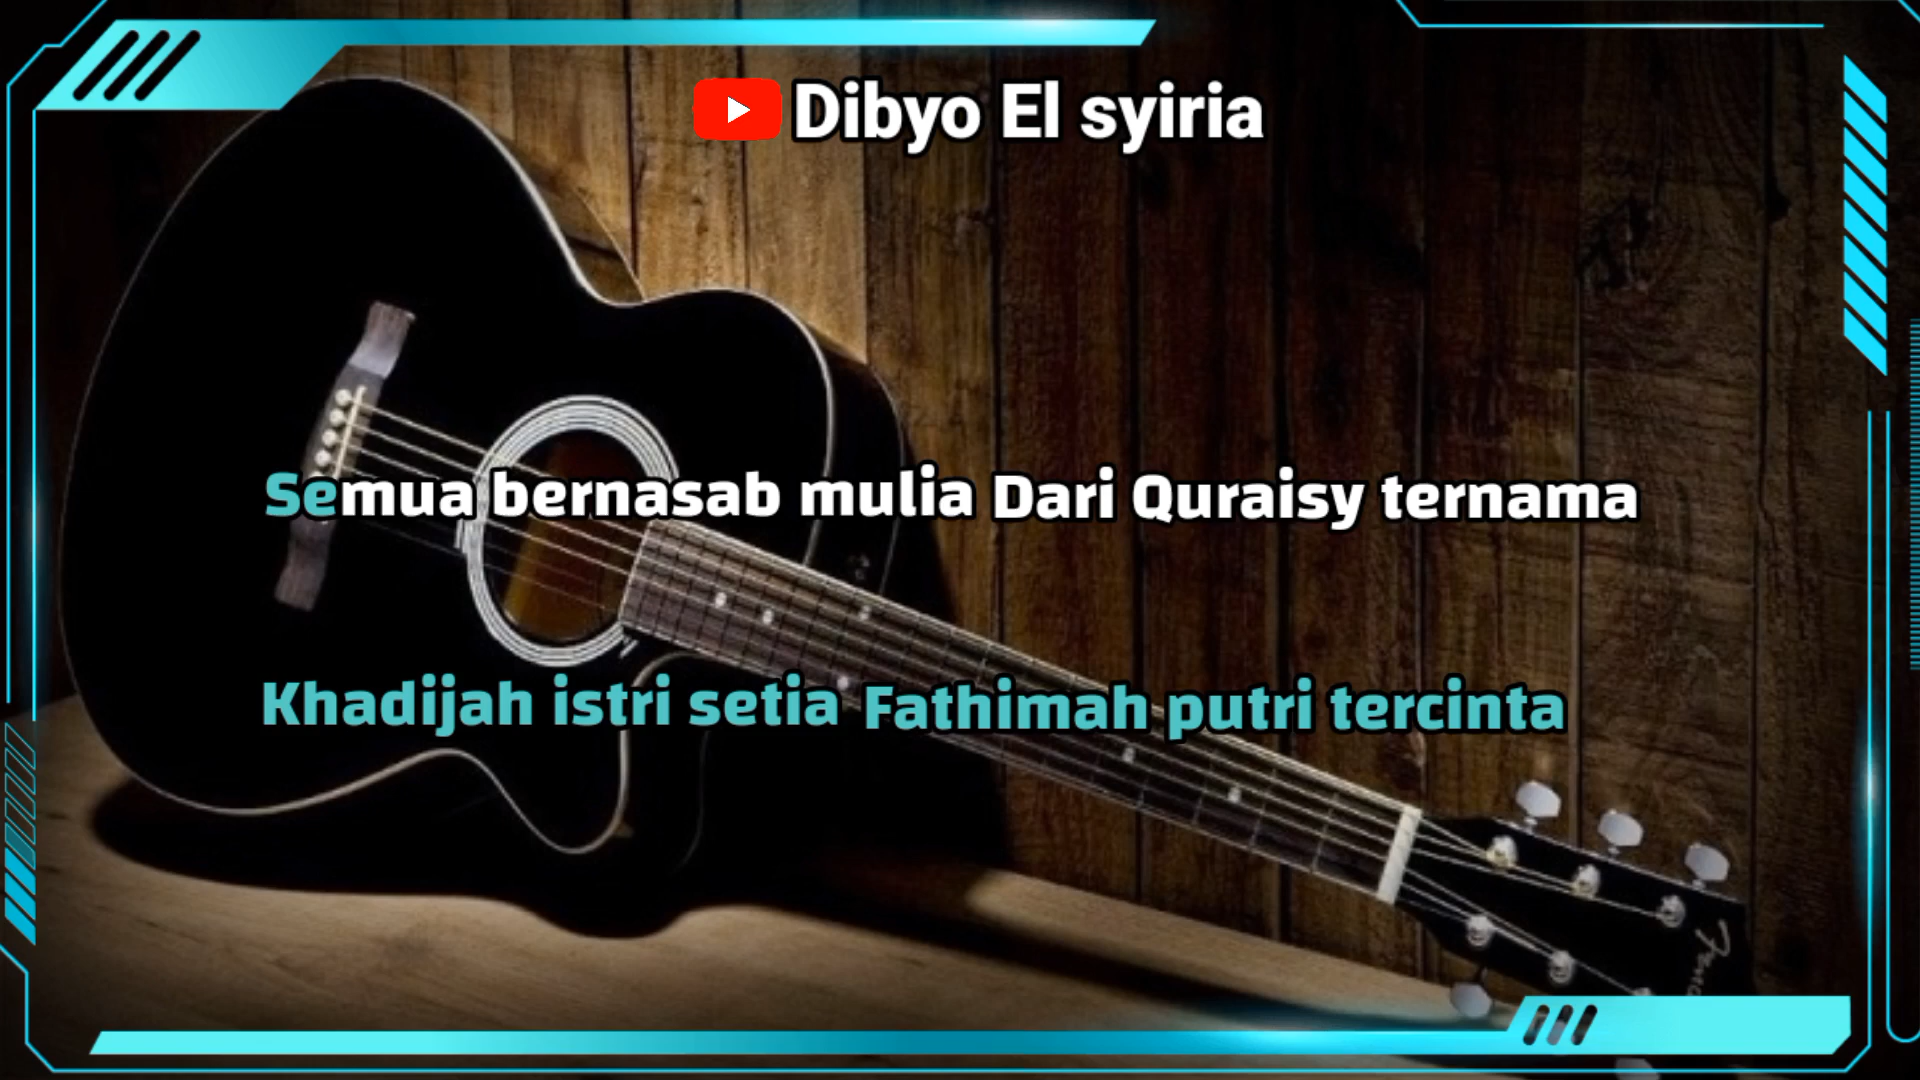 Dibyo El syiria
Semua bernasab mulia Dari Quraisy ternama
Khadijah istri setia Fathimah putri tercinta